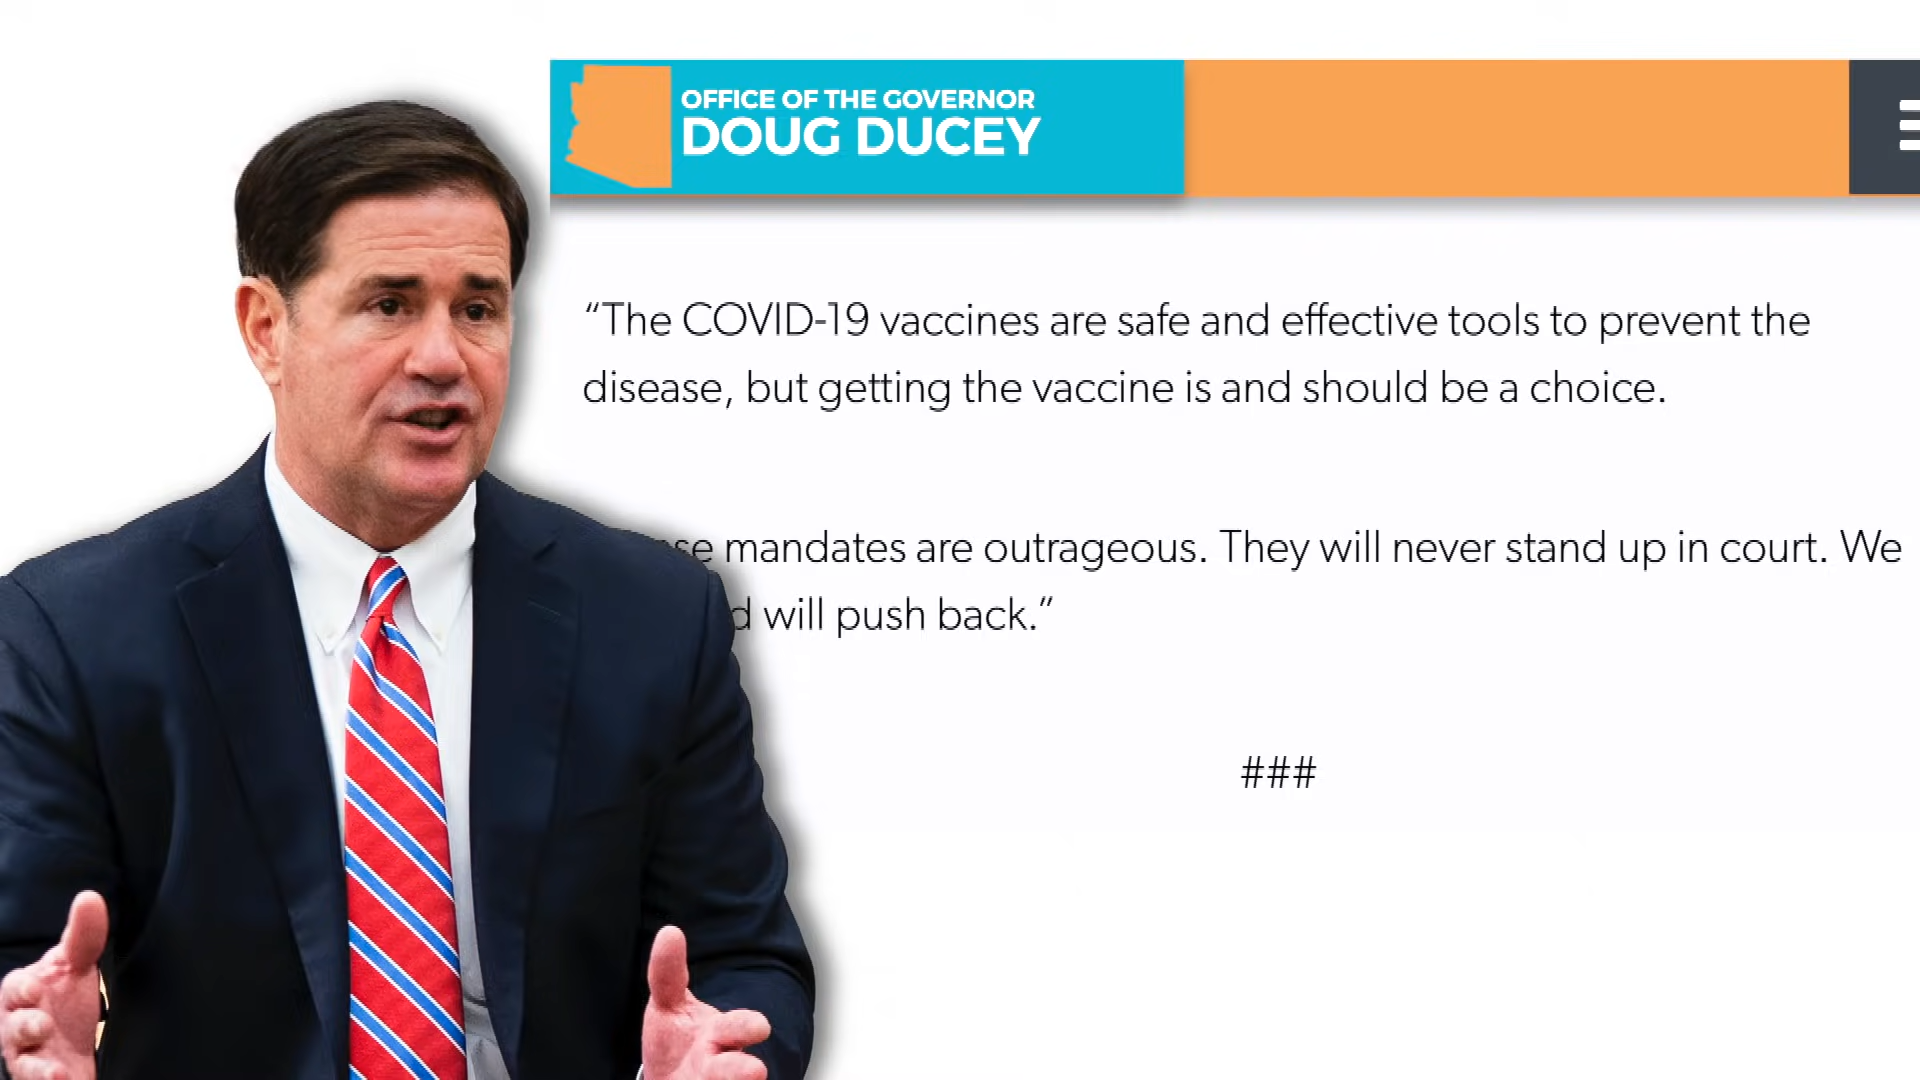 OFFICE OF THE GOVERNOR
DOUG DUCEY
“The COVID-19 vaccines are safe and effective tools to prevent the
disease, but getting the vaccine is and should be a choice.
mandates are outrageous. They will never stand up in court. We
will push back.”
###